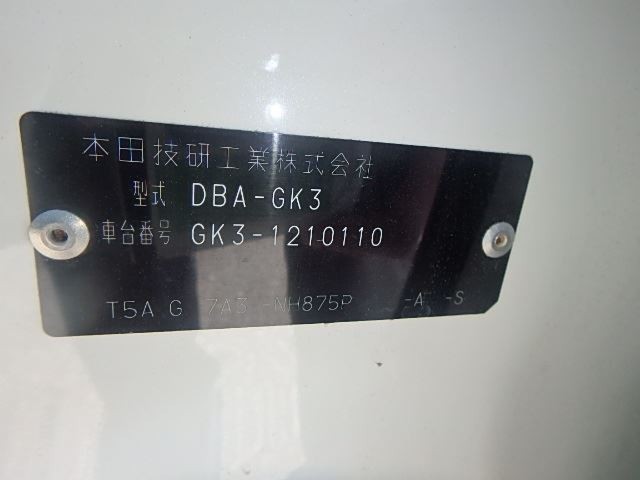 本田技研工業株式会社
型式 DBA-GK3
車台番号 GK3-1210110
T5A G 7A3 -NH875P -A -S